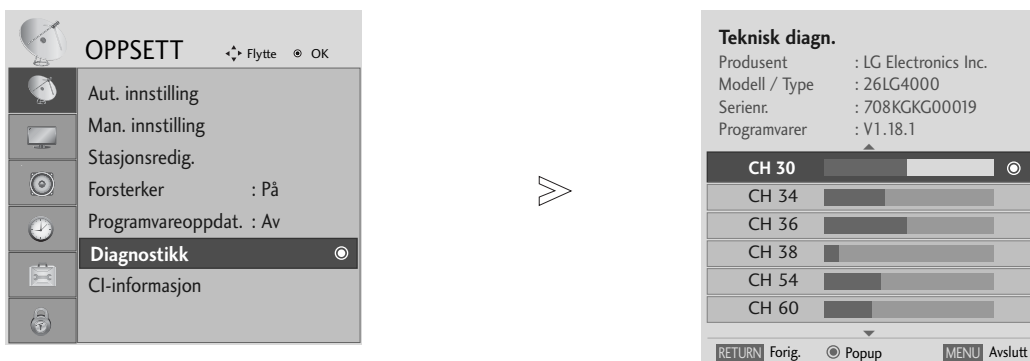 OPPSETT Flytte OK
Aut. innstilling
Man. innstilling
Stasjonsredig.
Forsterker : På
Programvareoppdat. : Av
Diagnostikk
CI-informasjon
Teknisk diagn.
Produsent : LG Electronics Inc.
Modell / Type : 26LG4000
Serienr. : 708KGKG00019
Programvarer : V1.18.1
CH 30
CH 34
CH 36
CH 38
CH 54
CH 60
RETURN Forig. Popup MENU Avslutt